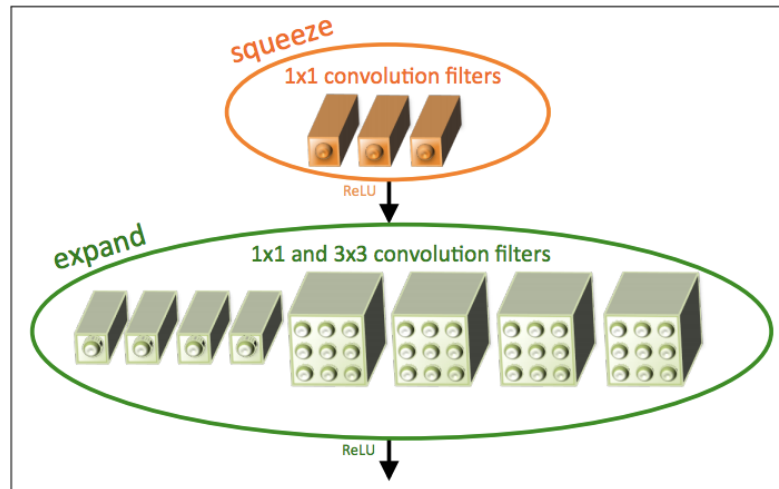 squeeze
1x1 convolution filters
ReLU
expand
1x1 and 3x3 convolution filters
ReLU